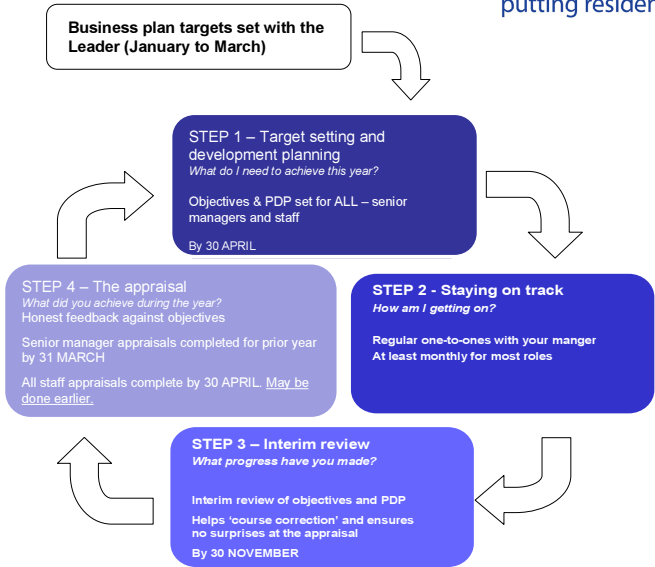 putting resider
Business plan targets set with the
Leader (January to March)
STEP 1 – Target setting and
development planning
What do I need to achieve this year?
Objectives & PDP set for ALL – senior
managers and staff
By 30 APRIL
STEP 2 - Staying on track
How am I getting on?
Regular one-to-ones with your manger
At least monthly for most roles
STEP 3 – Interim review
What progress have you made?
Interim review of objectives and PDP
Helps ‘course correction’ and ensures
no surprises at the appraisal
By 30 NOVEMBER
STEP 4 – The appraisal
What did you achieve during the year?
Honest feedback against objectives
Senior manager appraisals completed for prior year
by 31 MARCH
All staff appraisals complete by 30 APRIL. May be
done earlier.